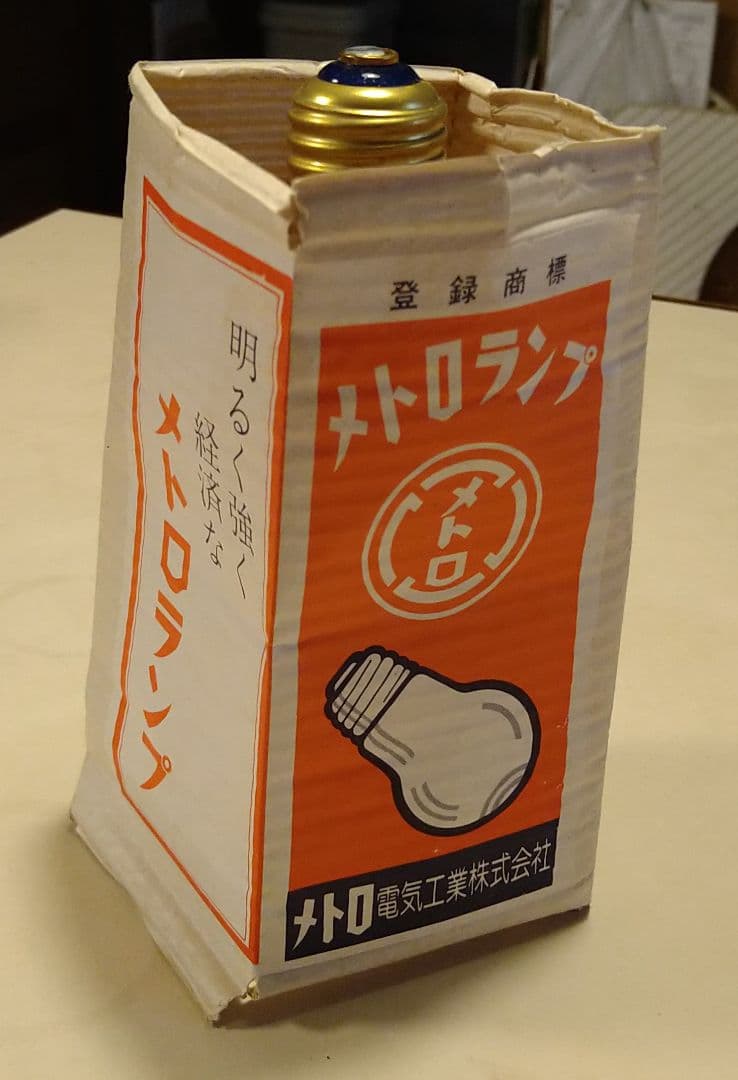 登録商標
メトロランプ
メトロ
メトロ電気工業株式会社
明るく強く
経済な
メトロランプ